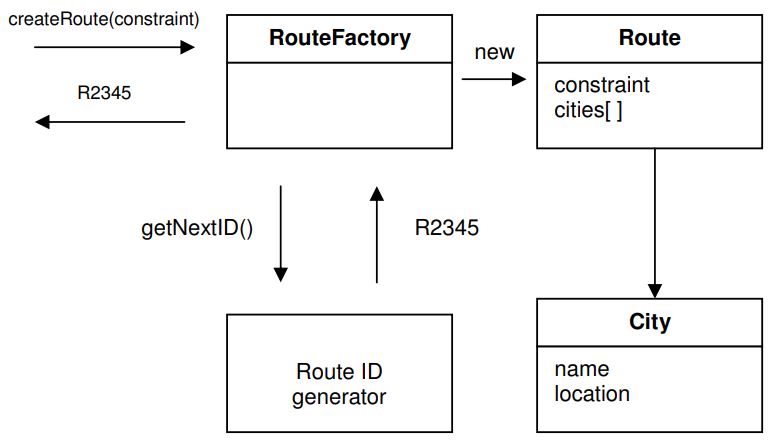 createRoute(constraint)
RouteFactory
new
Route
constraint
cities[ ]
R2345
getNextID()
R2345
Route ID
generator
City
name
location